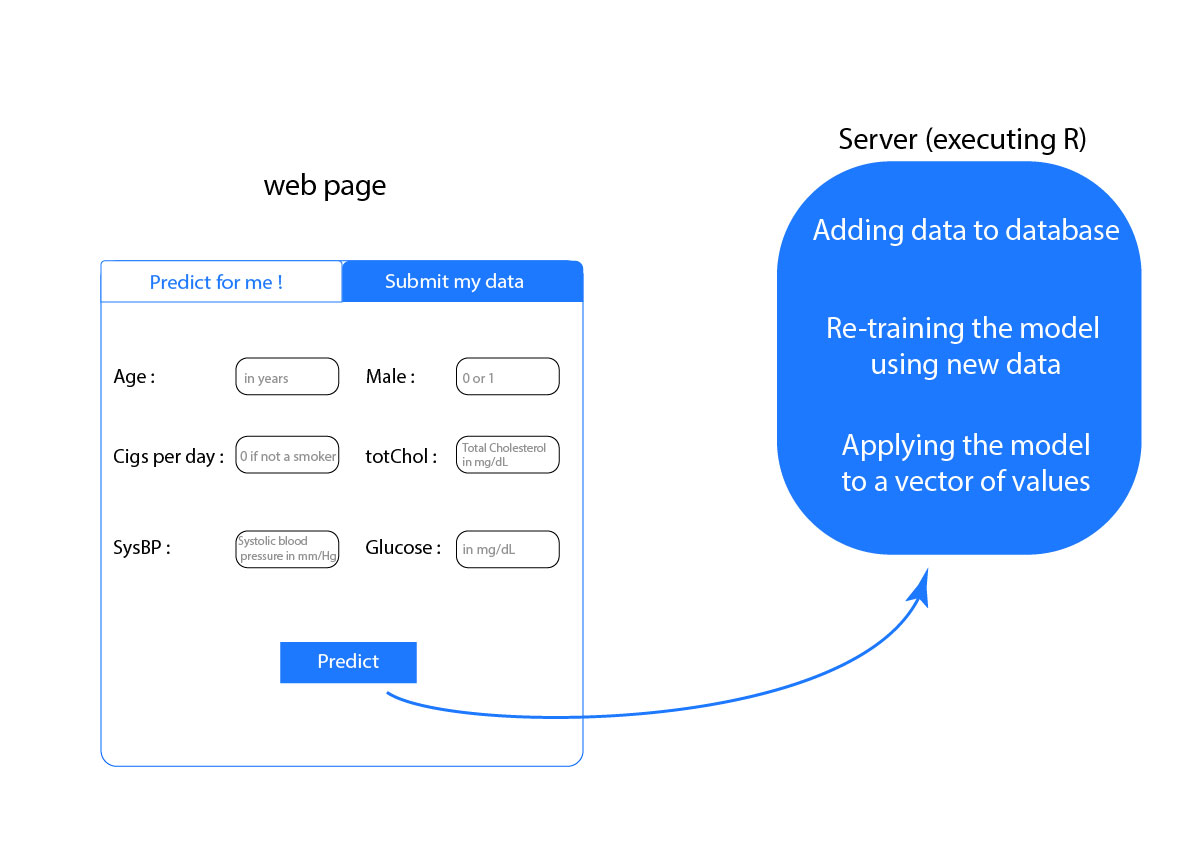 Server (executing R)
web page
Adding data to database
Predict for me !
Submit my data
Re-training the model
using new data
Age :
in years
Male :
0 or 1
Cigs per day :
0 if not a smoker
totChol :
Total Cholesterol
in mg/dL
Applying the model
to a vector of values
SysBP :
Systolic blood
pressure in mm/Hg
Glucose :
in mg/dL
Predict